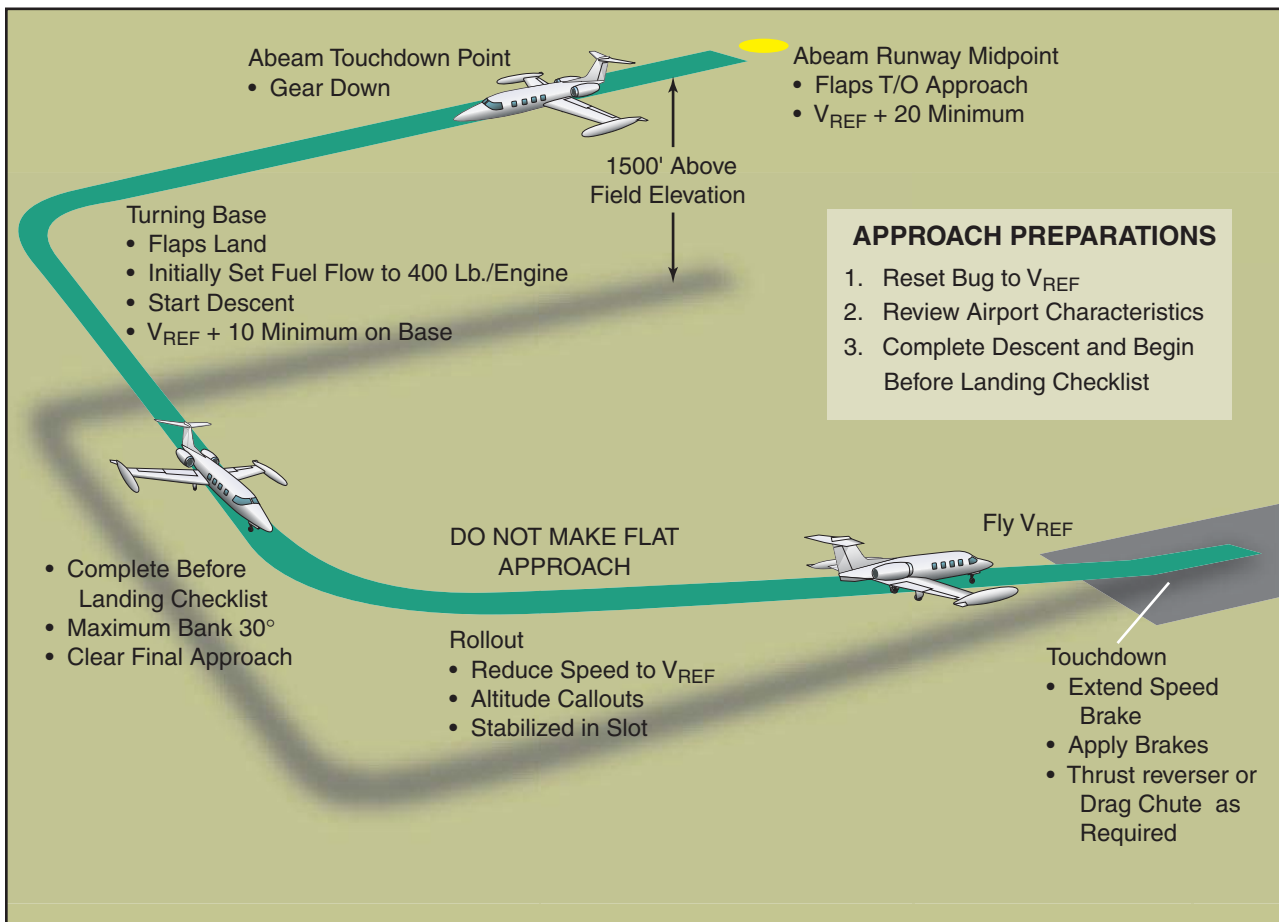 Abeam Touchdown Point
• Gear Down
Abeam Runway Midpoint
• Flaps T/O Approach
• VREF + 20 Minimum
1500' Above
Field Elevation
Turning Base
• Flaps Land
• Initially Set Fuel Flow to 400 Lb./Engine
• Start Descent
• VREF + 10 Minimum on Base
APPROACH PREPARATIONS
1. Reset Bug to VREF
2. Review Airport Characteristics
3. Complete Descent and Begin
Before Landing Checklist
• Complete Before
Landing Checklist
• Maximum Bank 30°
• Clear Final Approach
DO NOT MAKE FLAT
APPROACH
Rollout
• Reduce Speed to VREF
• Altitude Callouts
• Stabilized in Slot
Fly VREF
Touchdown
• Extend Speed
Brake
• Apply Brakes
• Thrust reverser or
Drag Chute as
Required